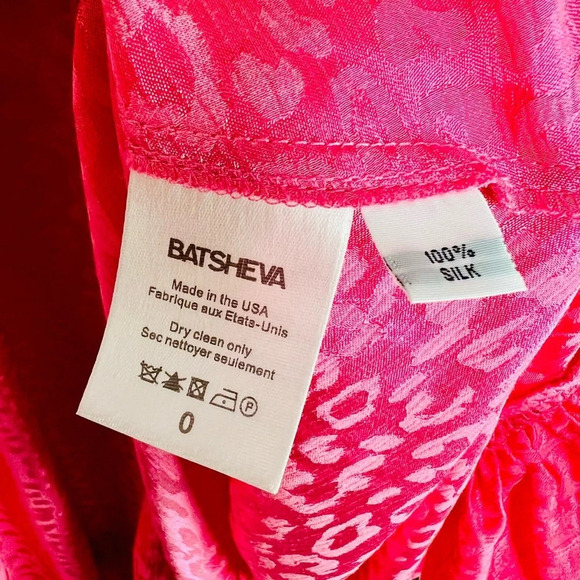 BATSHEVA
Made in the USA
Fabrique aux Etats-Unis
Dry clean only
Sec nettoyer seulement
P
0
100%
SILK